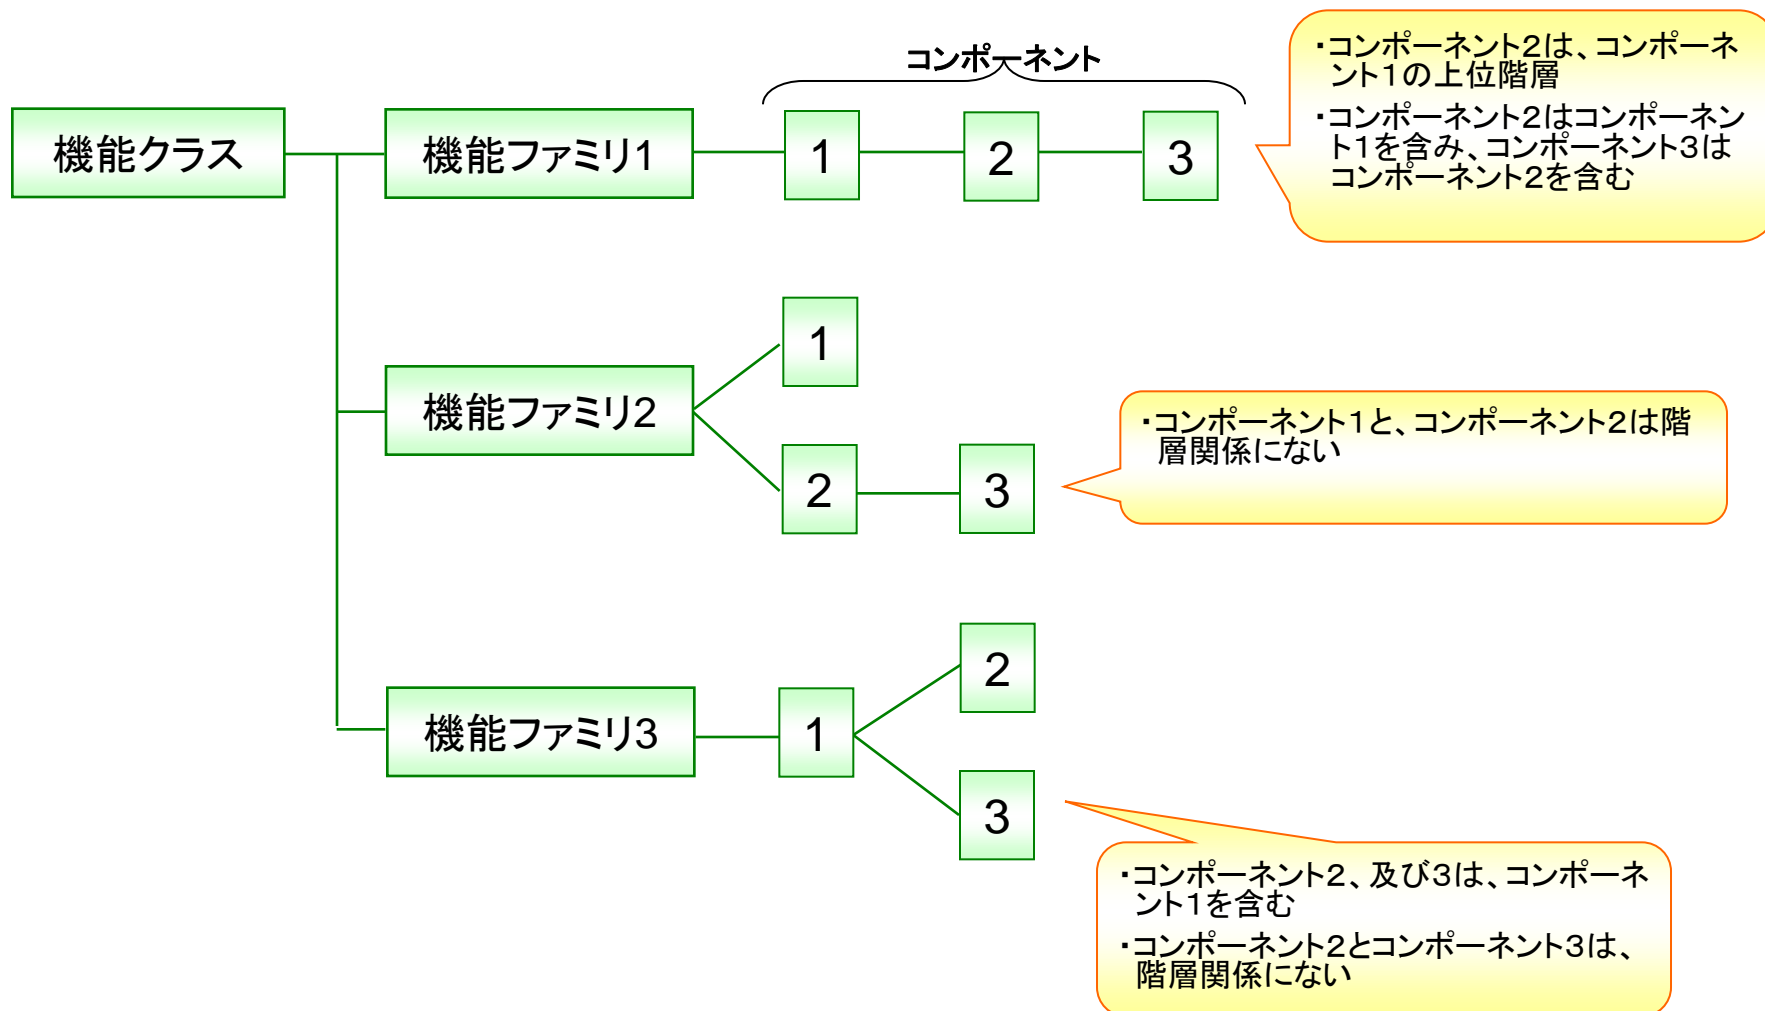 コンポーネント
機能クラス
機能ファミリ1
1
2
3
・コンポーネント2は、コンポーネ
ント1の上位階層
・コンポーネント2はコンポーネン
ト1を含み、コンポーネント3は
コンポーネント2を含む
機能ファミリ2
1
2
3
・コンポーネント1と、コンポーネント2は階
層関係にない
機能ファミリ3
1
2
3
・コンポーネント2、及び3は、コンポーネ
ント1を含む
・コンポーネント2とコンポーネント3は、
階層関係にない